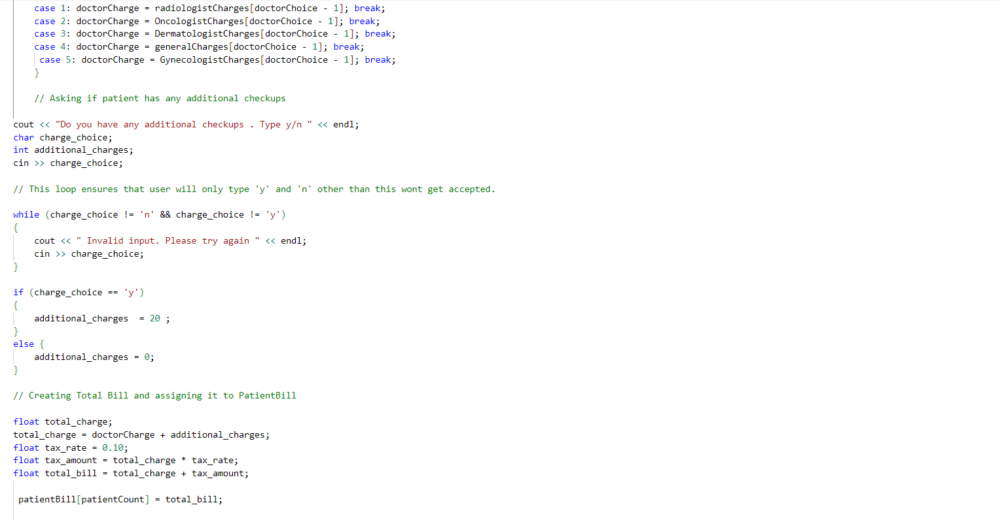 case 1: doctorCharge = radiologistCharges[doctorChoice - 1]; break;
case 2: doctorCharge = OncologistCharges[doctorChoice - 1]; break;
case 3: doctorCharge = DermatologistCharges[doctorChoice - 1]; break;
case 4: doctorCharge = generalCharges[doctorChoice - 1]; break;
case 5: doctorCharge = GynecologistCharges[doctorChoice - 1]; break;
}
// Asking if patient has any additional checkups
cout << "Do you have any additional checkups . Type y/n " << endl;
char charge_choice;
int additional_charges;
cin >> charge_choice;
// This loop ensures that user will only type 'y' and 'n' other than this wont get accepted.
while (charge_choice != 'n' && charge_choice != 'y')
{
cout << " Invalid input. Please try again " << endl;
cin >> charge_choice;
}
if (charge_choice == 'y')
{
additional_charges  = 20 ;
}
else {
additional_charges = 0;
}
// Creating Total Bill and assigning it to PatientBill
float total_charge;
total_charge = doctorCharge + additional_charges;
float tax_rate = 0.10;
float tax_amount = total_charge * tax_rate;
float total_bill = total_charge + tax_amount;
patientBill[patientCount] = total_bill;